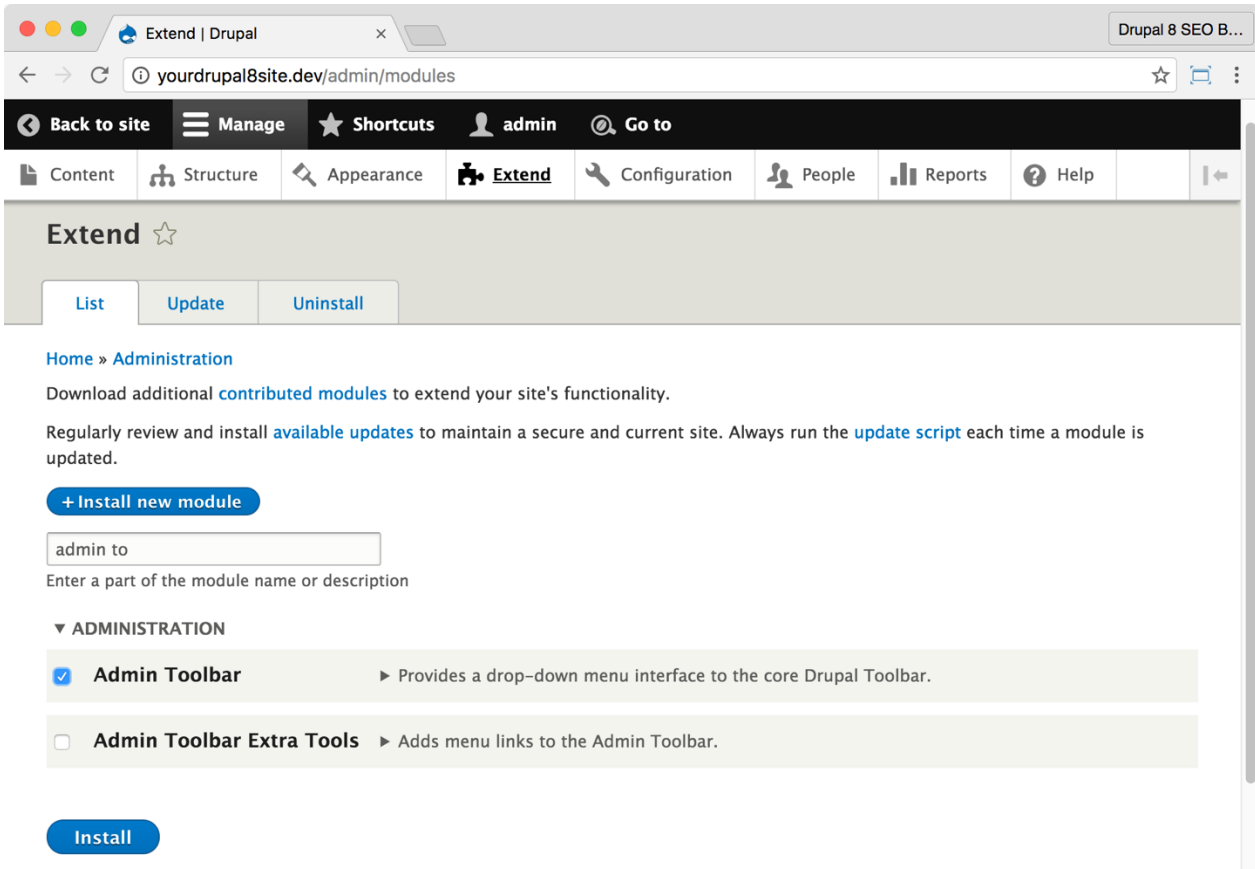 Extend | Drupal
Drupal 8 SEO B...
yourdrupal8site.dev/admin/modules
Back to site Manage Shortcuts admin Go to
Content Structure Appearance Extend Configuration People Reports Help
Extend
List Update Uninstall
Home » Administration
Download additional contributed modules to extend your site's functionality.
Regularly review and install available updates to maintain a secure and current site. Always run the update script each time a module is
updated.
+ Install new module
admin to
Enter a part of the module name or description
▼ ADMINISTRATION
Admin Toolbar ▶ Provides a drop-down menu interface to the core Drupal Toolbar.
Admin Toolbar Extra Tools ▶ Adds menu links to the Admin Toolbar.
Install